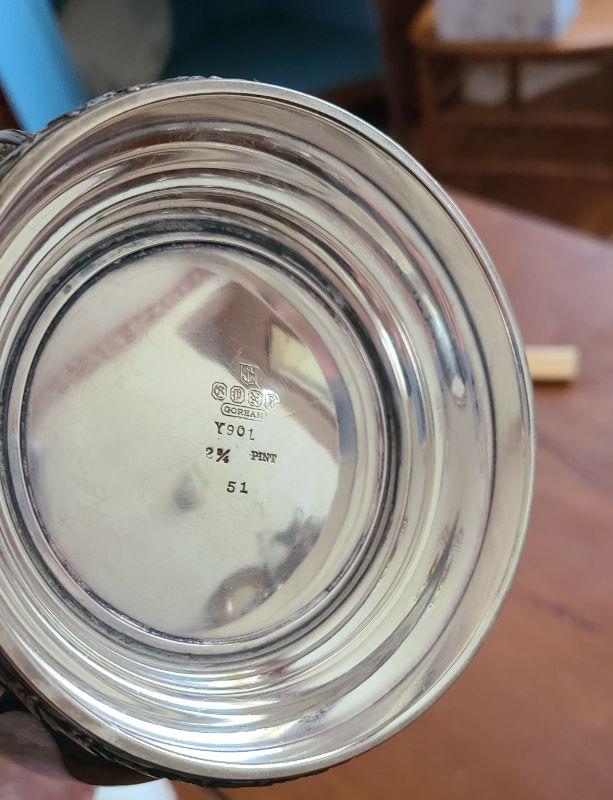 GORHAM
Y901
2¾ PINT
51